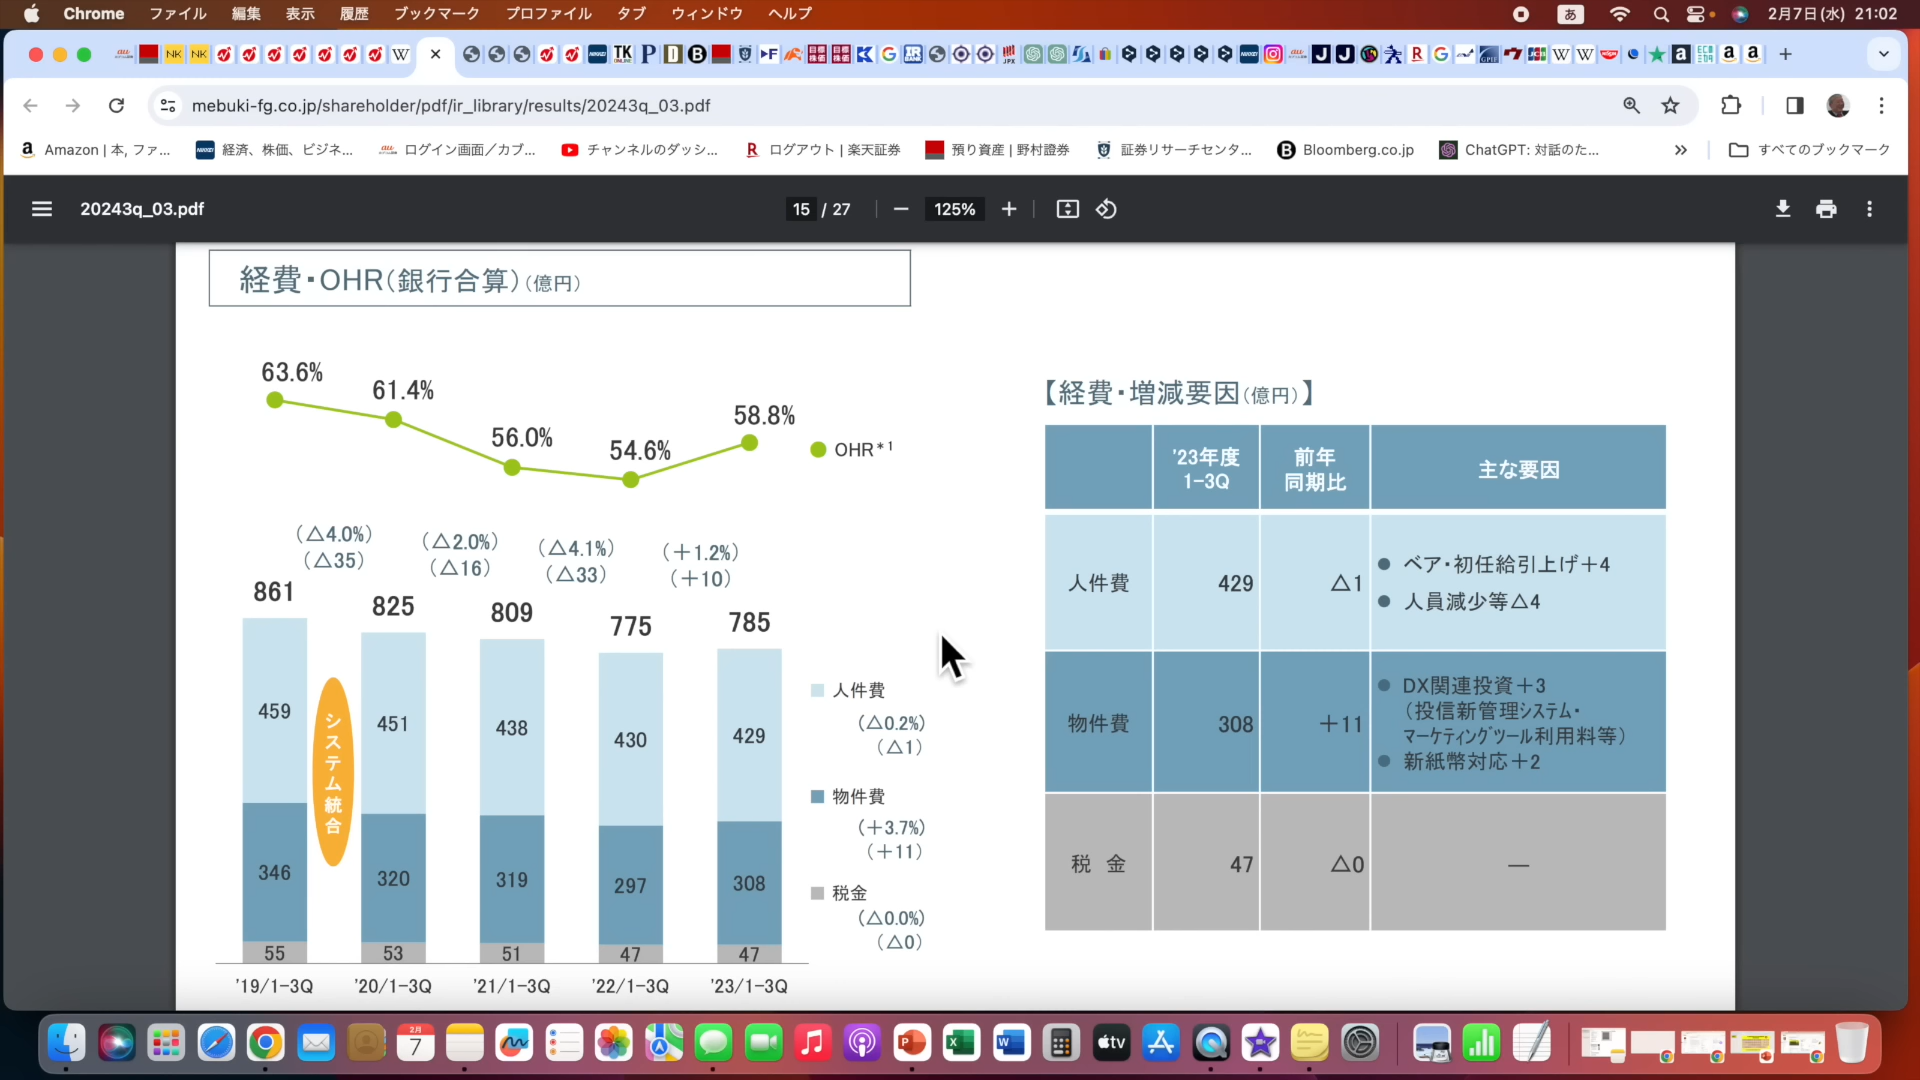 Chrome ファイル 編集 表示 履歴 ブックマーク プロファイル タブ ウィンドウ ヘルプ
あ 2月7日(水) 21:02
mebuki-fg.co.jp/shareholder/pdf/ir_library/results/20243q_03.pdf
Amazon | 本, ファ... 経済、株価、ビジネ... ログイン画面／カブ... チャンネルのダッシ... ログアウト | 楽天証券 預り資産 | 野村證券 証券リサーチセンタ... Bloomberg.co.jp ChatGPT: 対話のた... » すべてのブックマーク
20243q_03.pdf 15 / 27 125%
経費・OHR(銀行合算)(億円)
63.6% 61.4% 56.0% 54.6% 58.8%
OHR*1
(△4.0%) (△2.0%) (△4.1%) (＋1.2%)
(△35) (△16) (△33) (＋10)
861 825 809 775 785
459 451 438 430 429
システム統合
346 320 319 297 308
55 53 51 47 47
'19/1-3Q '20/1-3Q '21/1-3Q '22/1-3Q '23/1-3Q
人件費
(△0.2%)
(△1)
物件費
(＋3.7%)
(＋11)
税金
(△0.0%)
(△0)
【経費・増減要因(億円)】
'23年度 1-3Q 前年同期比 主な要因
人件費 429 △1
● ベア・初任給引上げ＋4
● 人員減少等△4
物件費 308 ＋11
● DX関連投資＋3
(投信新管理ｼｽﾃﾑ・
ﾏｰｹﾃｨﾝｸﾞﾂｰﾙ利用料等)
● 新紙幣対応＋2
税 金 47 △0 ―
2月
7
tv